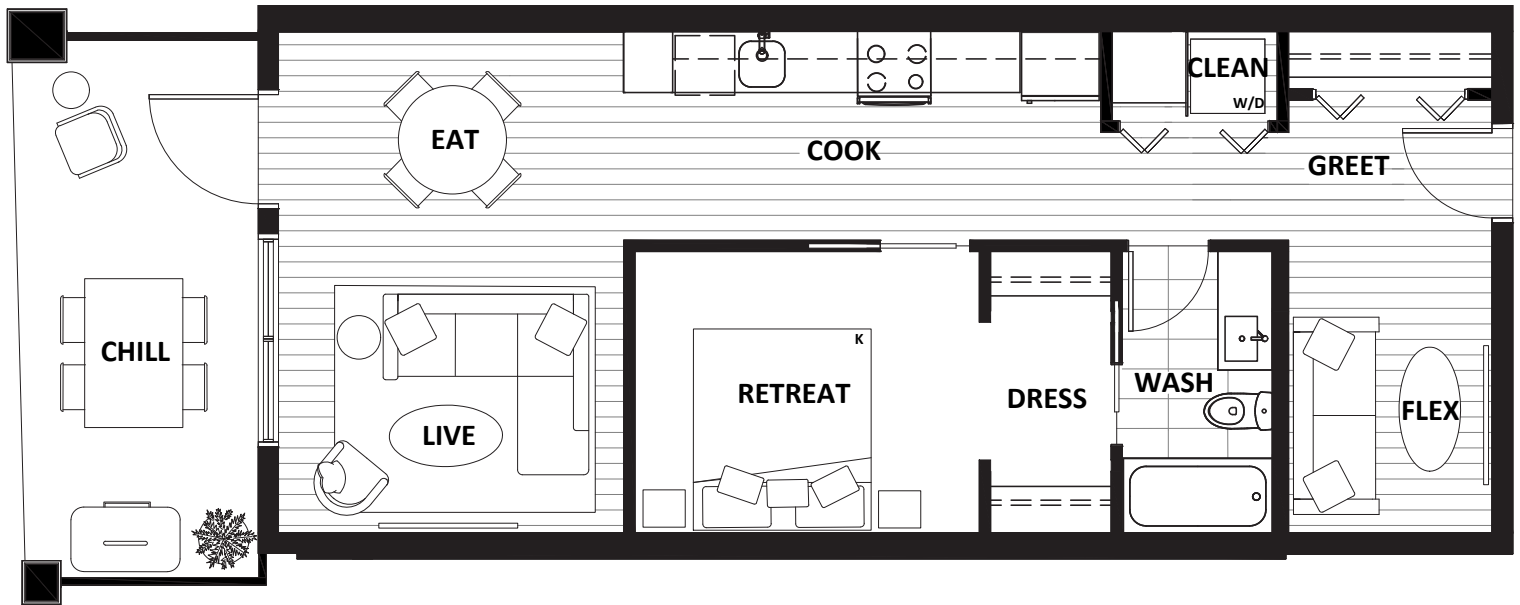 CLEAN
W/D
EAT
COOK
GREET
CHILL
K
RETREAT
DRESS
WASH
LIVE
FLEX